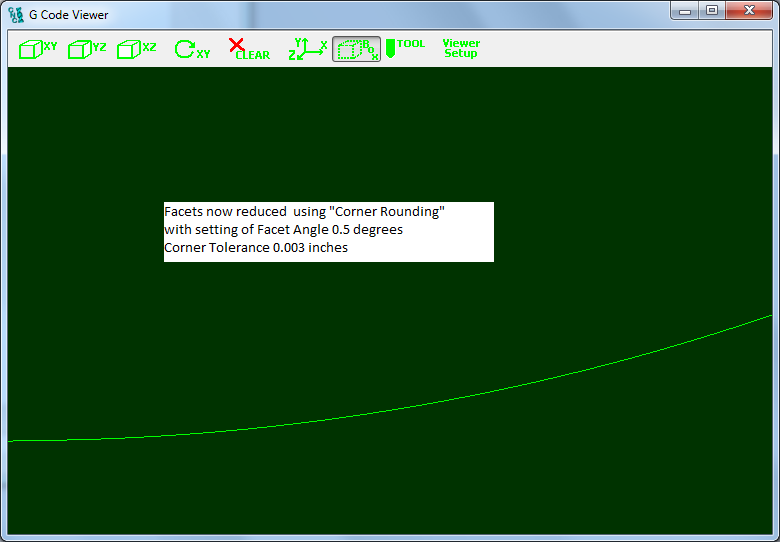 G Code Viewer
XY YZ XZ XY CLEAR Y Z X BOX TOOL Viewer Setup
Facets now reduced  using "Corner Rounding"
with setting of Facet Angle 0.5 degrees
Corner Tolerance 0.003 inches